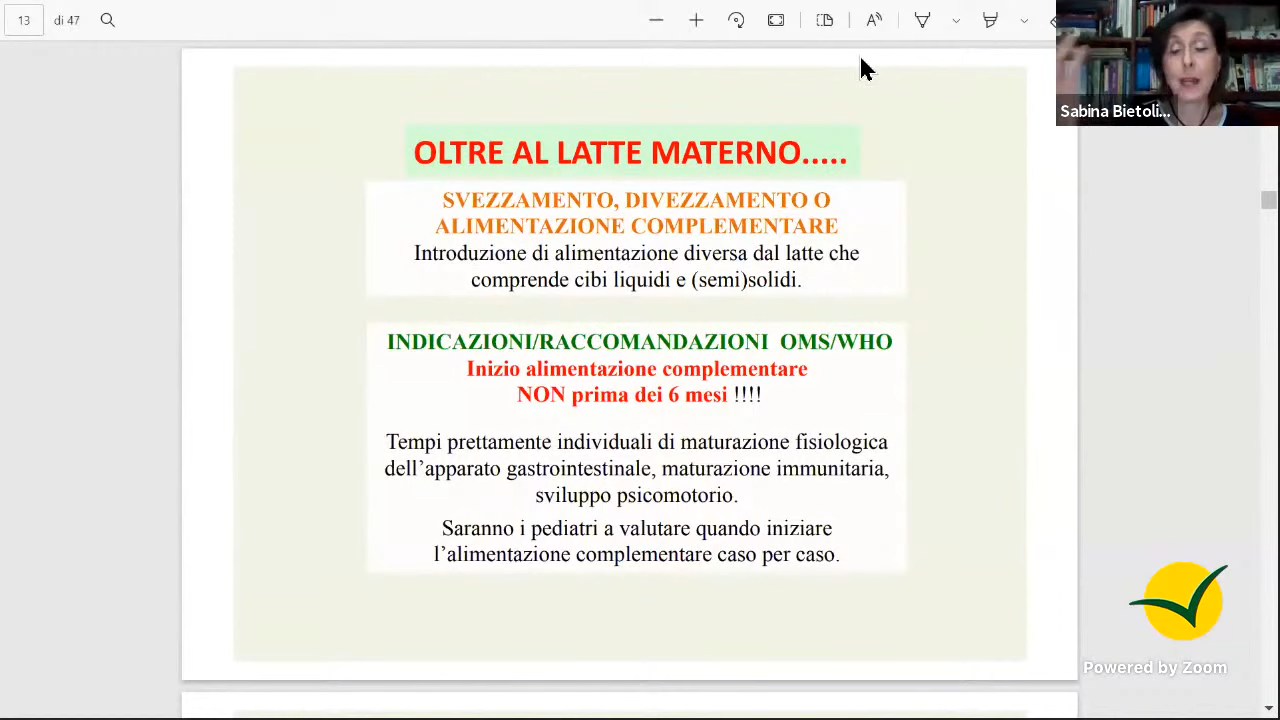 13
di 47
Sabina Bietoli...
OLTRE AL LATTE MATERNO.....
SVEZZAMENTO, DIVEZZAMENTO O
ALIMENTAZIONE COMPLEMENTARE
Introduzione di alimentazione diversa dal latte che
comprende cibi liquidi e (semi)solidi.
INDICAZIONI/RACCOMANDAZIONI OMS/WHO
Inizio alimentazione complementare
NON prima dei 6 mesi !!!!
Tempi prettamente individuali di maturazione fisiologica
dell’apparato gastrointestinale, maturazione immunitaria,
sviluppo psicomotorio.
Saranno i pediatri a valutare quando iniziare
l’alimentazione complementare caso per caso.
Powered by Zoom